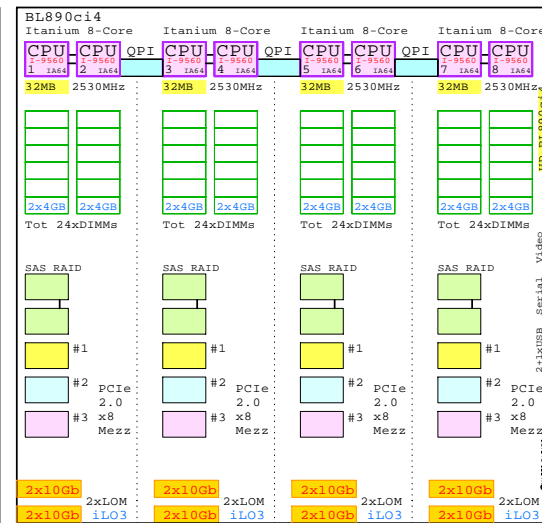 BL890ci4
Itanium 8-Core Itanium 8-Core Itanium 8-Core Itanium 8-Core
CPU CPU QPI CPU CPU QPI CPU CPU QPI CPU CPU
I-9560 I-9560 I-9560 I-9560 I-9560 I-9560 I-9560 I-9560
1 IA64 2 IA64 3 IA64 4 IA64 5 IA64 6 IA64 7 IA64 8 IA64
32MB 2530MHz 32MB 2530MHz 32MB 2530MHz 32MB 2530MHz
2x4GB 2x4GB 2x4GB 2x4GB 2x4GB 2x4GB 2x4GB 2x4GB
Tot 24xDIMMs Tot 24xDIMMs Tot 24xDIMMs Tot 24xDIMMs
SAS RAID SAS RAID SAS RAID SAS RAID
#1 #1 #1 #1
#2 PCIe #2 PCIe #2 PCIe #2 PCIe
2.0 2.0 2.0 2.0
#3 x8 #3 x8 #3 x8 #3 x8
Mezz Mezz Mezz Mezz
2x10Gb 2x10Gb 2x10Gb 2x10Gb
2xLOM 2xLOM 2xLOM 2xLOM
2x10Gb iLO3 2x10Gb iLO3 2x10Gb iLO3 2x10Gb iLO3
2+1xUSB Serial Video